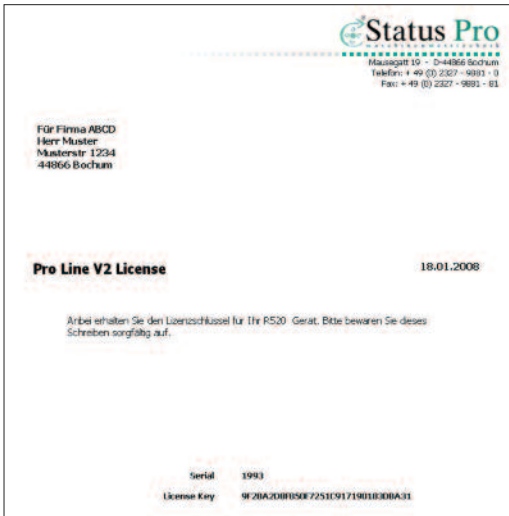 Status Pro
maschinenmesstechnik
Mausegatt 19 - D-44866 Bochum
Telefon: + 49 (0) 2327 - 9881 - 0
Fax: + 49 (0) 2327 - 9881 - 81
Für Firma ABCD
Herr Muster
Musterstr 1234
44866 Bochum
Pro Line V2 License
18.01.2008
Anbei erhalten Sie den Lizenzschlüssel für Ihr R520 Gerät. Bitte bewaren Sie dieses
Schreiben sorgfältig auf.
Serial 1993
License Key